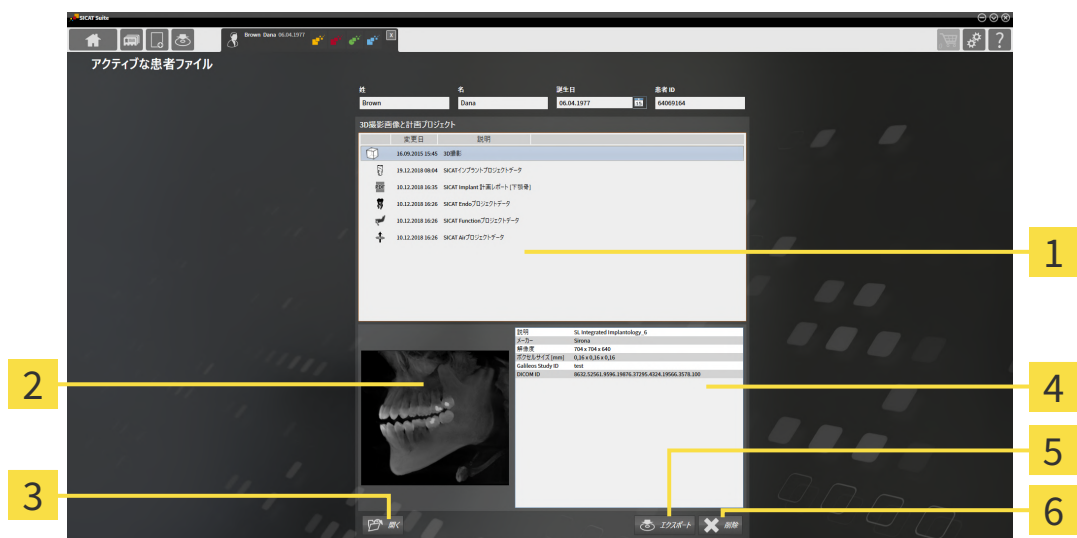 SICAT Suite
Brown Dana 06.04.1977
アクティブな患者ファイル
姓 名 誕生日 患者 ID
Brown Dana 06.04.1977 15 64069164
3D撮影画像と計画プロジェクト
変更日 説明
16.09.2015 15:45 3D撮影
19.12.2018 08:04 SICATインプラントプロジェクトデータ
10.12.2018 16:35 SICAT Implant 計画レポート [下顎骨]
10.12.2018 16:26 SICAT Endoプロジェクトデータ
10.12.2018 16:26 SICAT Functionプロジェクトデータ
10.12.2018 16:26 SICAT Airプロジェクトデータ
1
説明 SL Integrated Implantology_6
メーカー Sirona
解像度 704 x 704 x 640
ボクセルサイズ [mm] 0,16 x 0,16 x 0,16
Galileos Study ID test
DICOM ID 8632.52561.9596.19876.37295.4324.19566.3578.100
2
4
5
3
開く エクスポート 削除
6